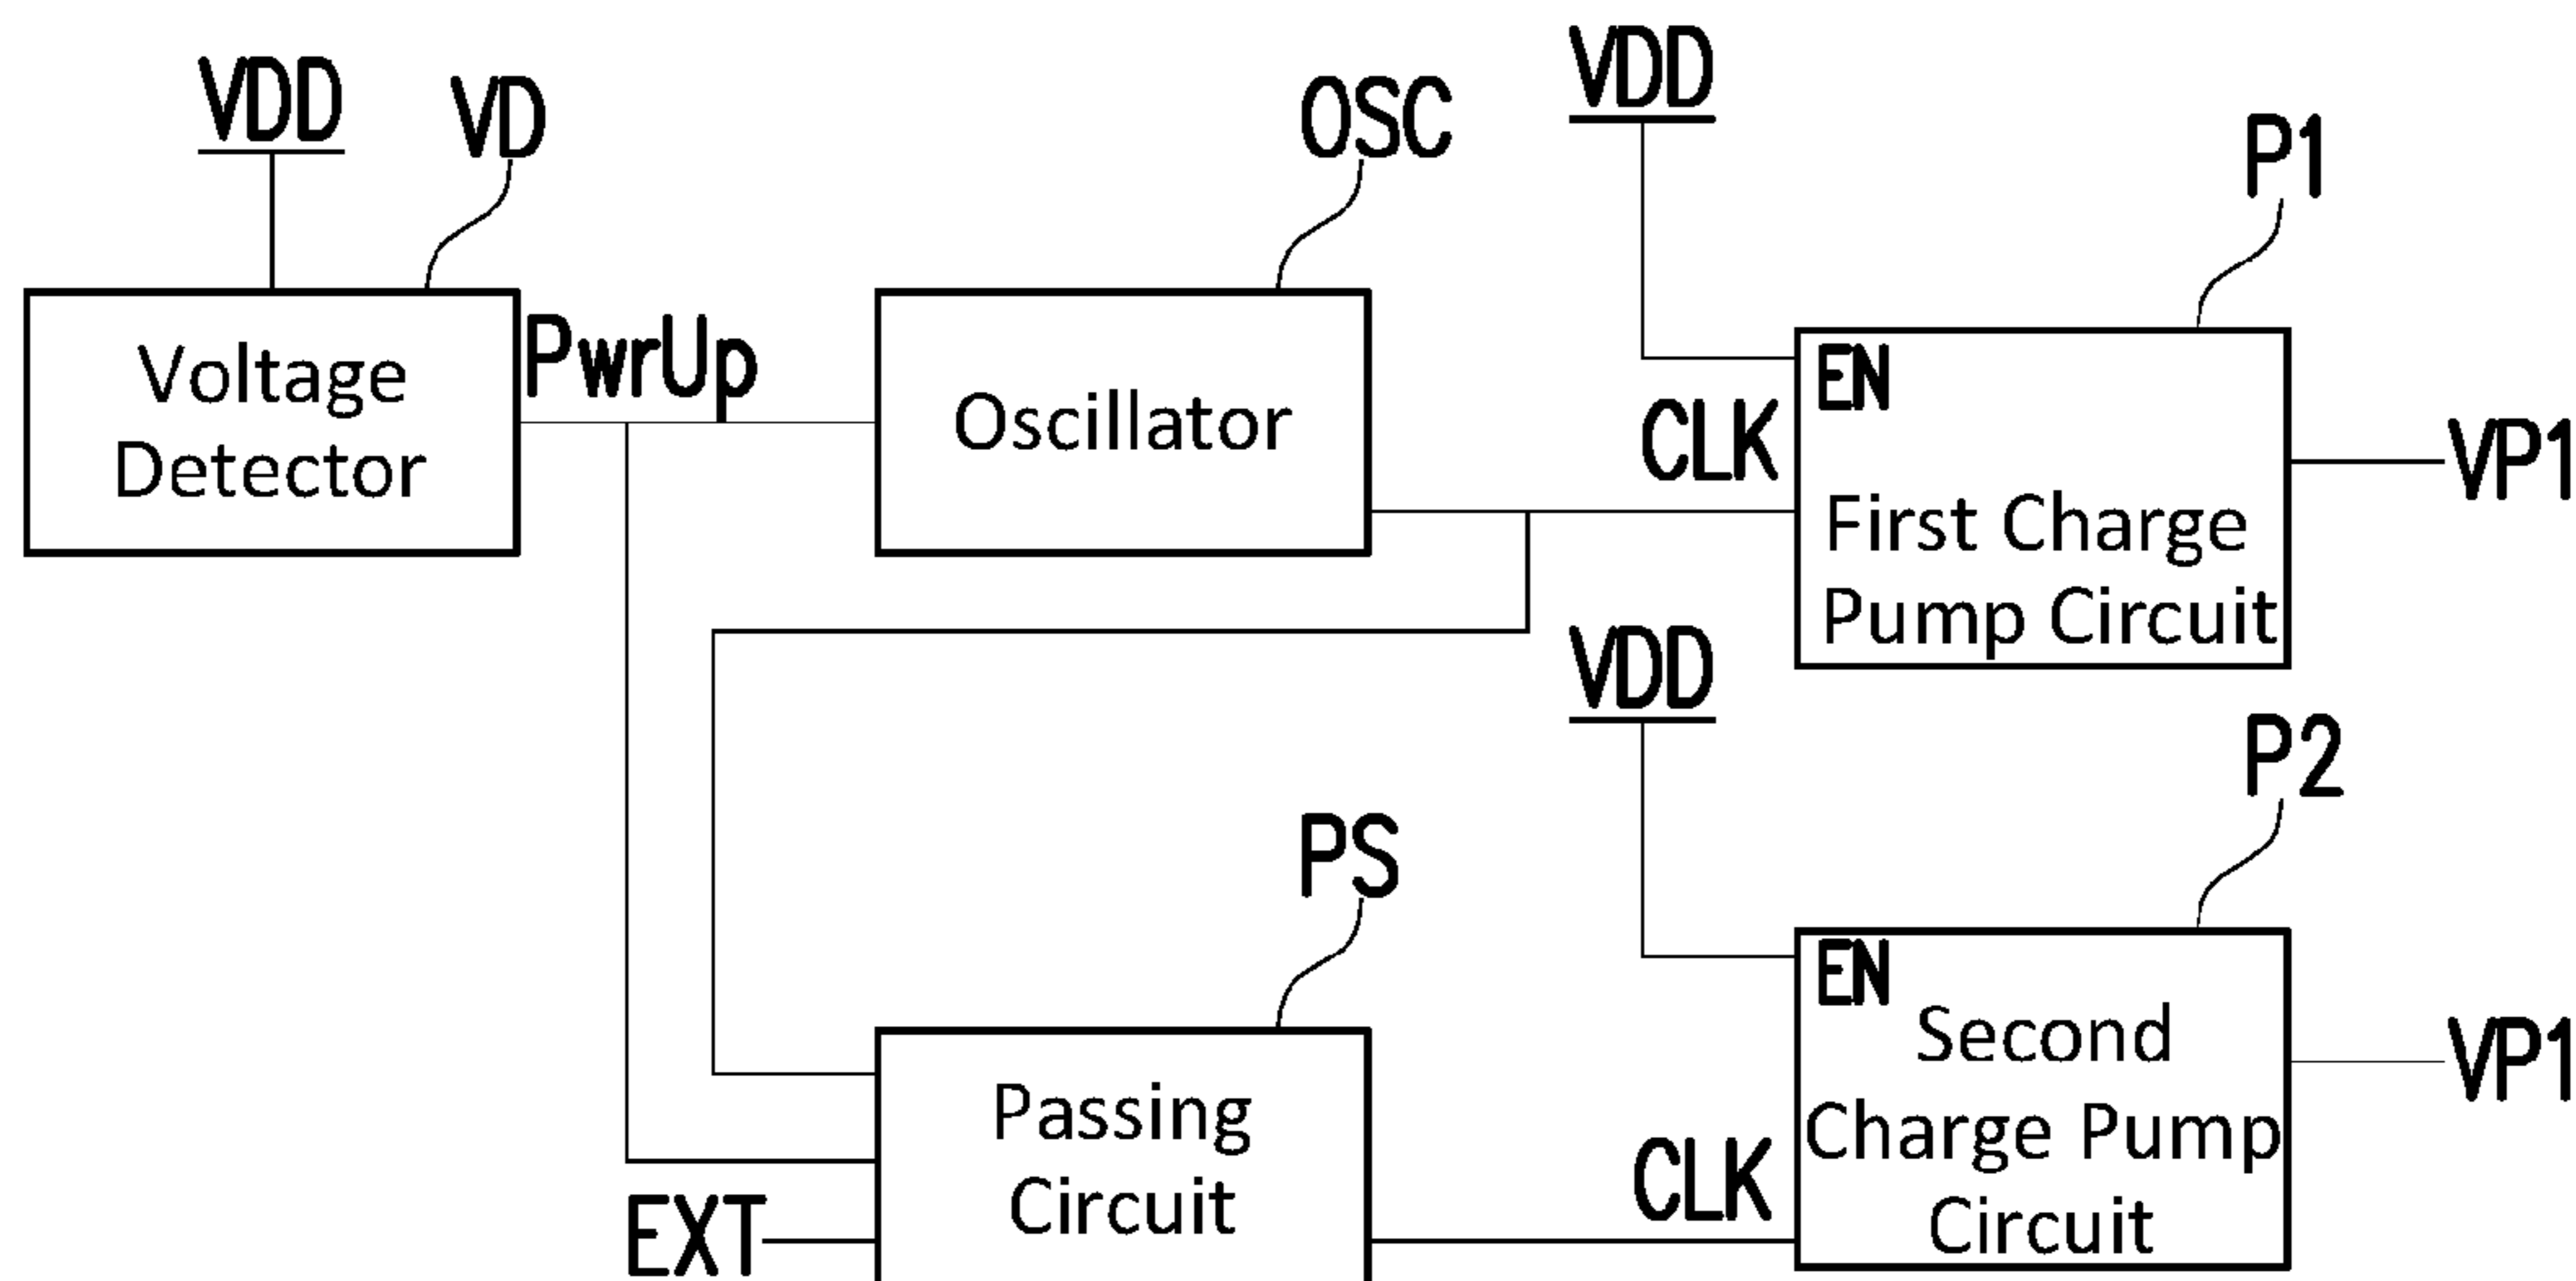 VDD
VD
OSC
VDD
P1
Voltage
Detector
PwrUp
Oscillator
EN
CLK
First Charge
Pump Circuit
VP1
VDD
P2
PS
EN
Second
Charge Pump
Circuit
VP1
Passing
Circuit
EXT
CLK